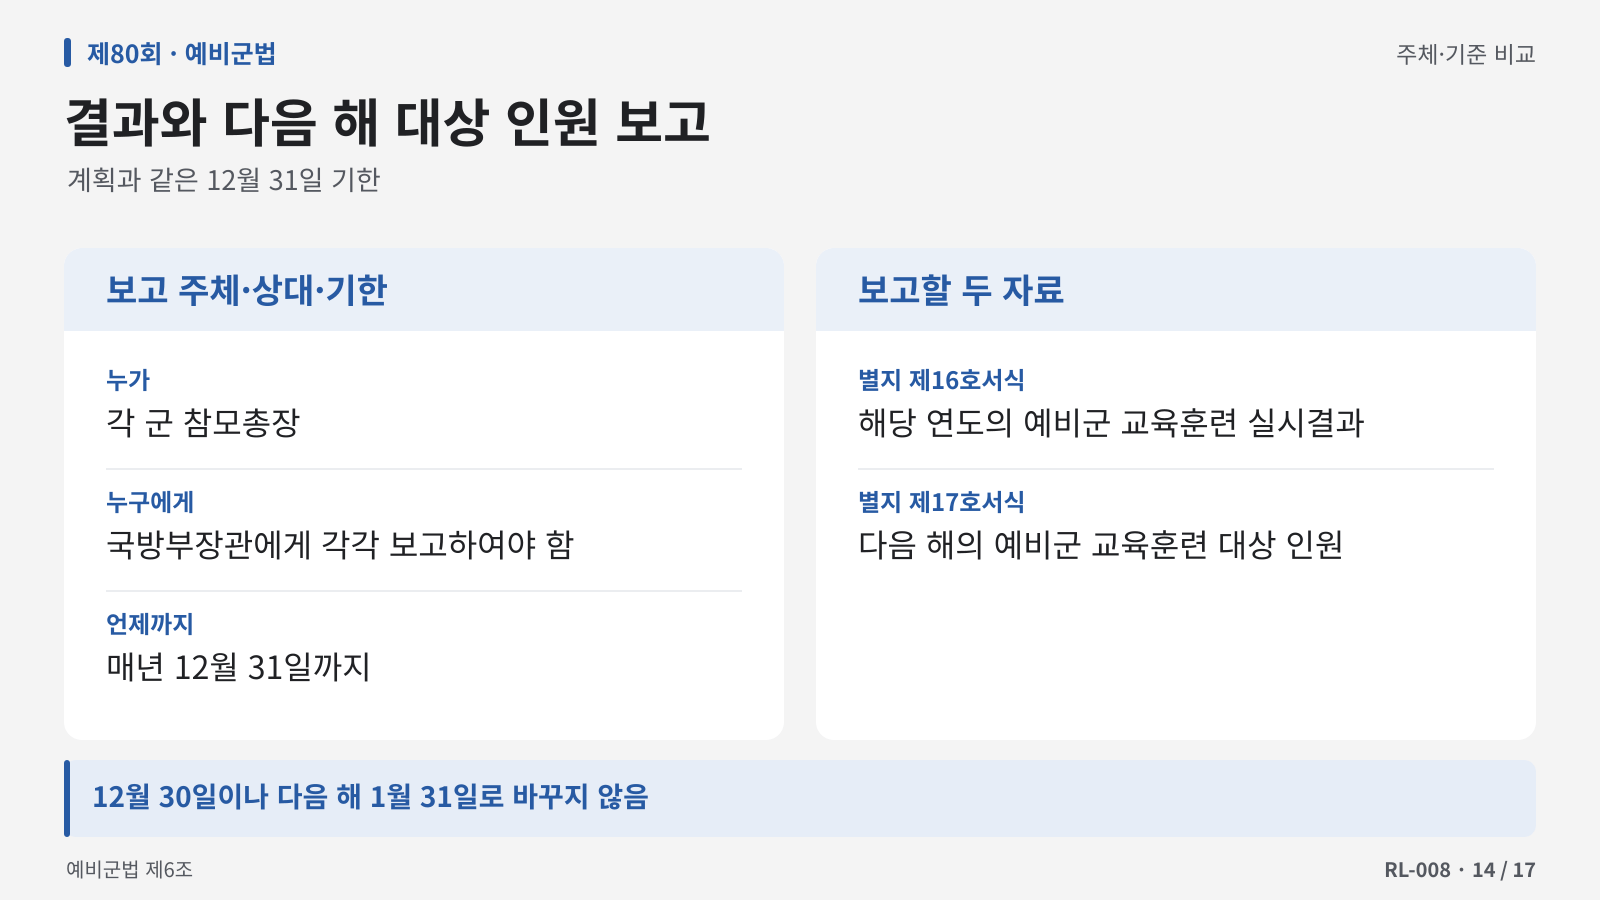 제80회 · 예비군법
주체·기준 비교
결과와 다음 해 대상 인원 보고
계획과 같은 12월 31일 기한
보고 주체·상대·기한
누가
각 군 참모총장
누구에게
국방부장관에게 각각 보고하여야 함
언제까지
매년 12월 31일까지
보고할 두 자료
별지 제16호서식
해당 연도의 예비군 교육훈련 실시결과
별지 제17호서식
다음 해의 예비군 교육훈련 대상 인원
12월 30일이나 다음 해 1월 31일로 바꾸지 않음
예비군법 제6조
RL-008 · 14 / 17